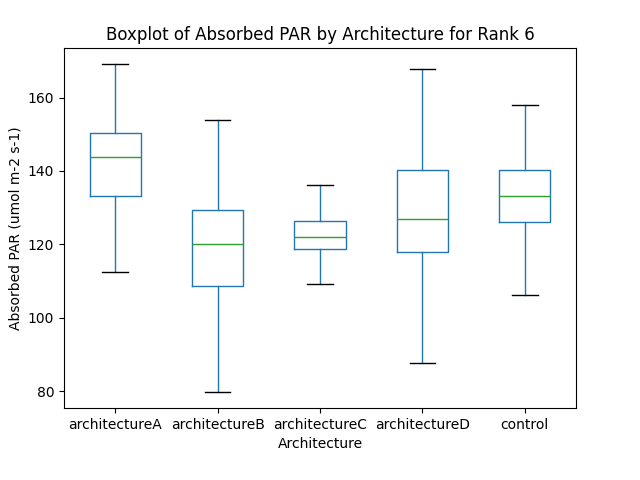 Boxplot of Absorbed PAR by Architecture for Rank 6
Absorbed PAR (umol m-2 s-1)
160
140
120
100
80
architectureA architectureB architectureC architectureD control
Architecture